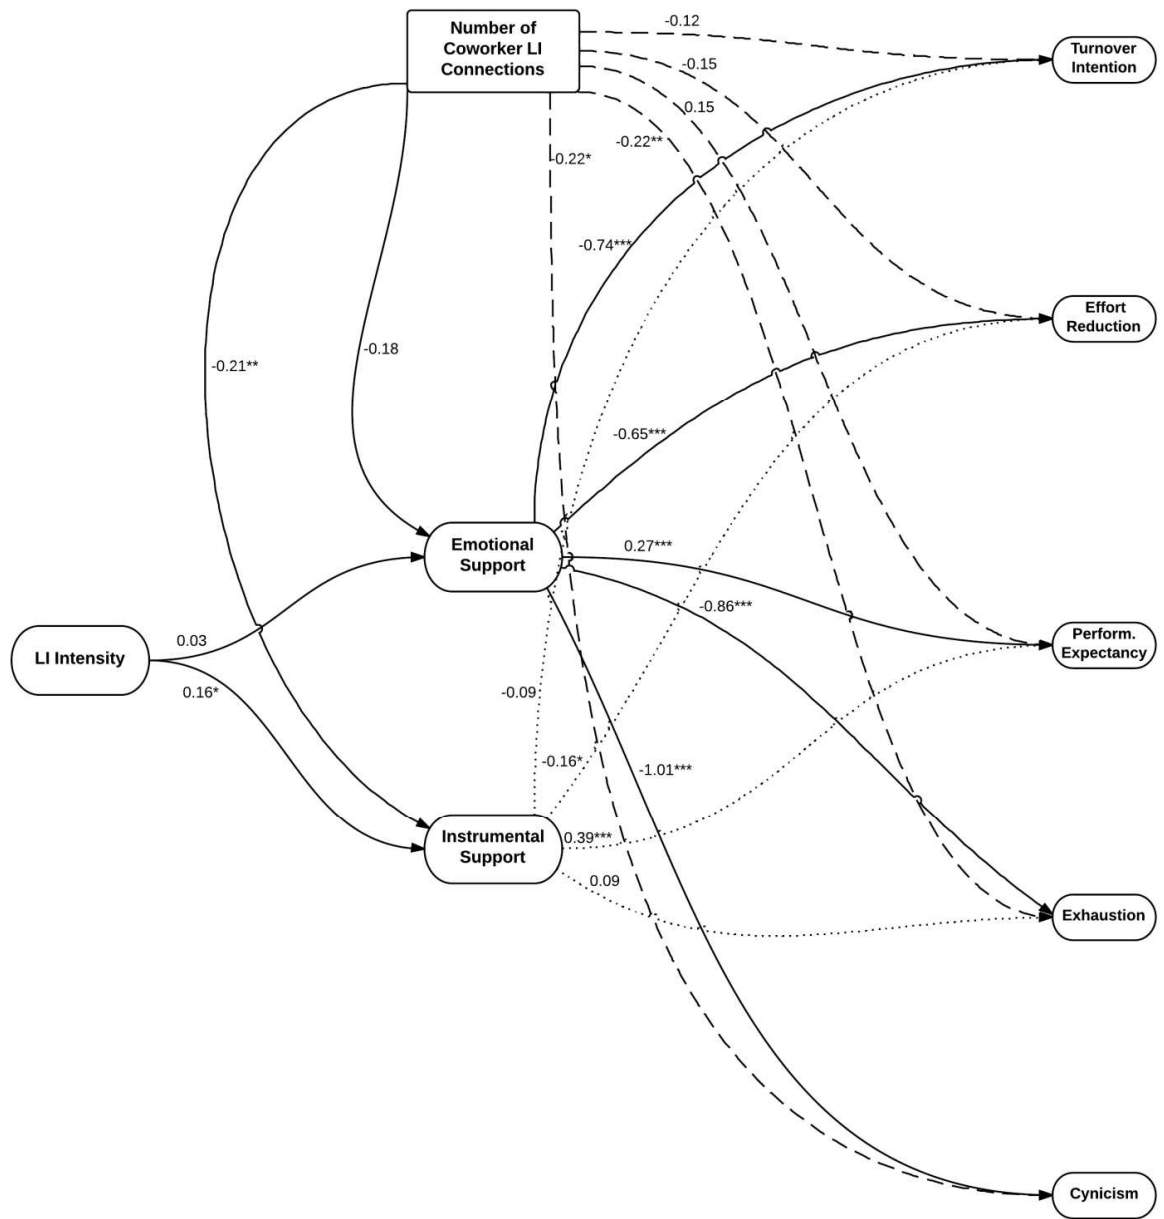 Number of
Coworker LI
Connections
-0.12
Turnover
Intention
-0.15
0.15
-0.22**
-0.22*
-0.74***
Effort
Reduction
-0.21**
-0.18
-0.65***
Emotional
Support
0.27***
-0.86***
LI Intensity
0.03
0.16*
Perform.
Expectancy
-0.09
-0.16*
-1.01***
Instrumental
Support
0.39***
0.09
Exhaustion
Cynicism